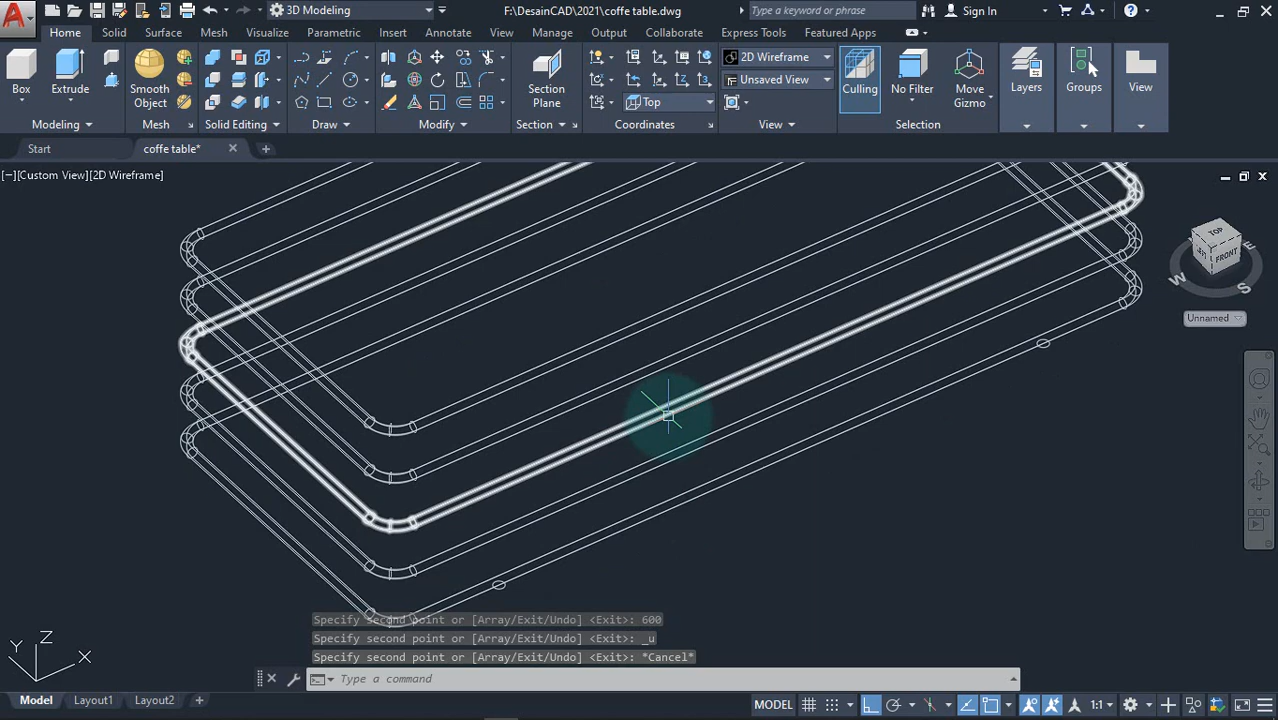 A
3D Modeling
F:\DesainCAD\2021\coffe table.dwg
Type a keyword or phrase
Sign In
Home
Solid
Surface
Mesh
Visualize
Parametric
Insert
Annotate
View
Manage
Output
Collaborate
Express Tools
Featured Apps
Box
Extrude
Smooth
Object
Section
Plane
2D Wireframe
Unsaved View
Top
Culling
No Filter
Move
Gizmo
Layers
Groups
View
Modeling
Mesh
Solid Editing
Draw
Modify
Section
Coordinates
View
Selection
Start
coffe table*
[−][Custom View][2D Wireframe]
TOP
FRONT
W
E
S
Unnamed
Specify second point or [Array/Exit/Undo] <Exit>: 600
Specify second point or [Array/Exit/Undo] <Exit>: _u
Specify second point or [Array/Exit/Undo] <Exit>: *Cancel*
Type a command
Z
Y
X
Model
Layout1
Layout2
MODEL
1:1